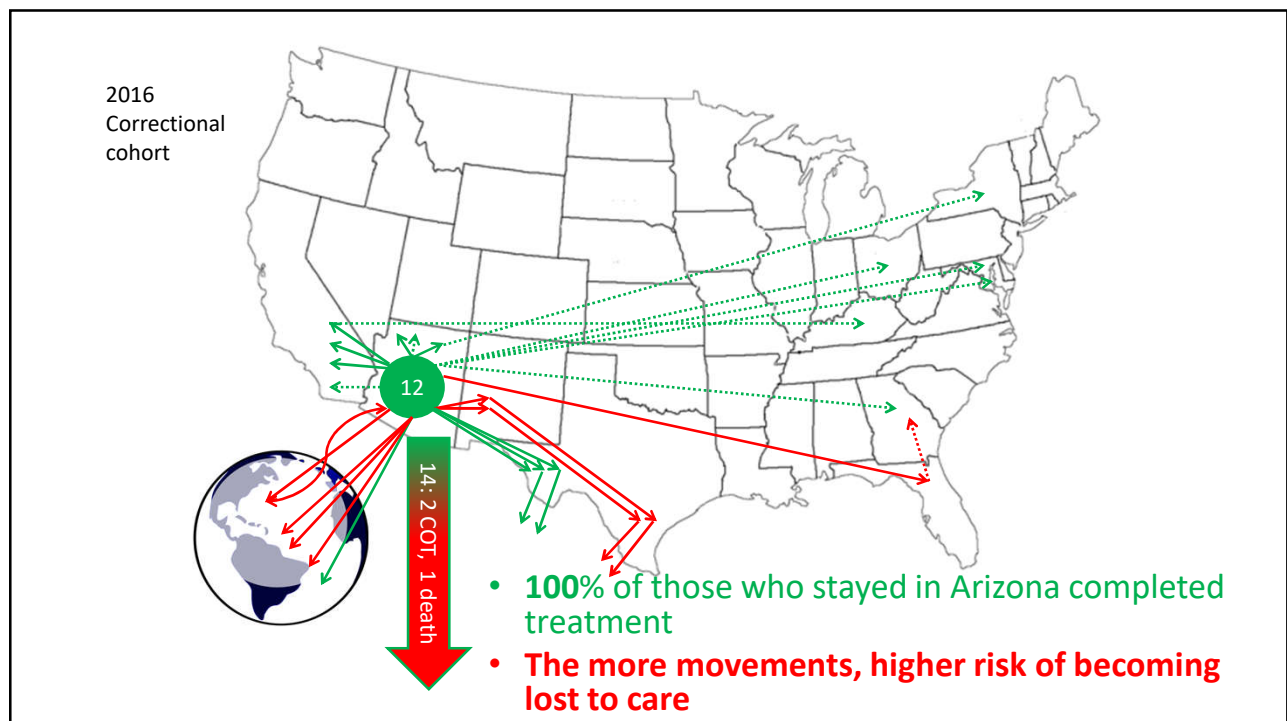 2016
Correctional
cohort
12
14: 2 COT, 1 death
• 100% of those who stayed in Arizona completed
treatment
• The more movements, higher risk of becoming
lost to care